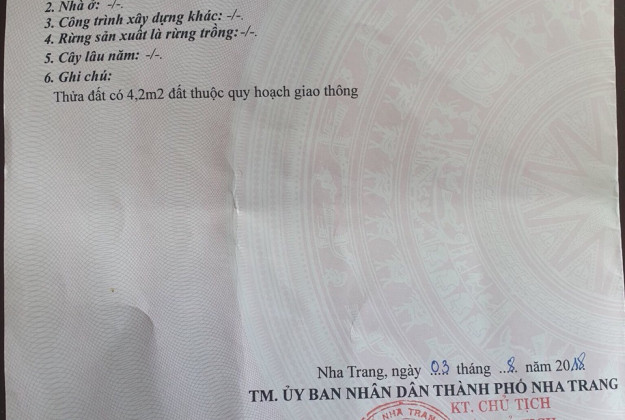 2. Nhà ở: -/-.
3. Công trình xây dựng khác: -/-.
4. Rừng sản xuất là rừng trồng: -/-.
5. Cây lâu năm: -/-.
6. Ghi chú:
Thửa đất có 4,2m2 đất thuộc quy hoạch giao thông
Nha Trang, ngày 03 tháng 8 năm 2018
TM. ỦY BAN NHÂN DÂN THÀNH PHỐ NHA TRANG
KT. CHỦ TỊCH
NHA TRANG